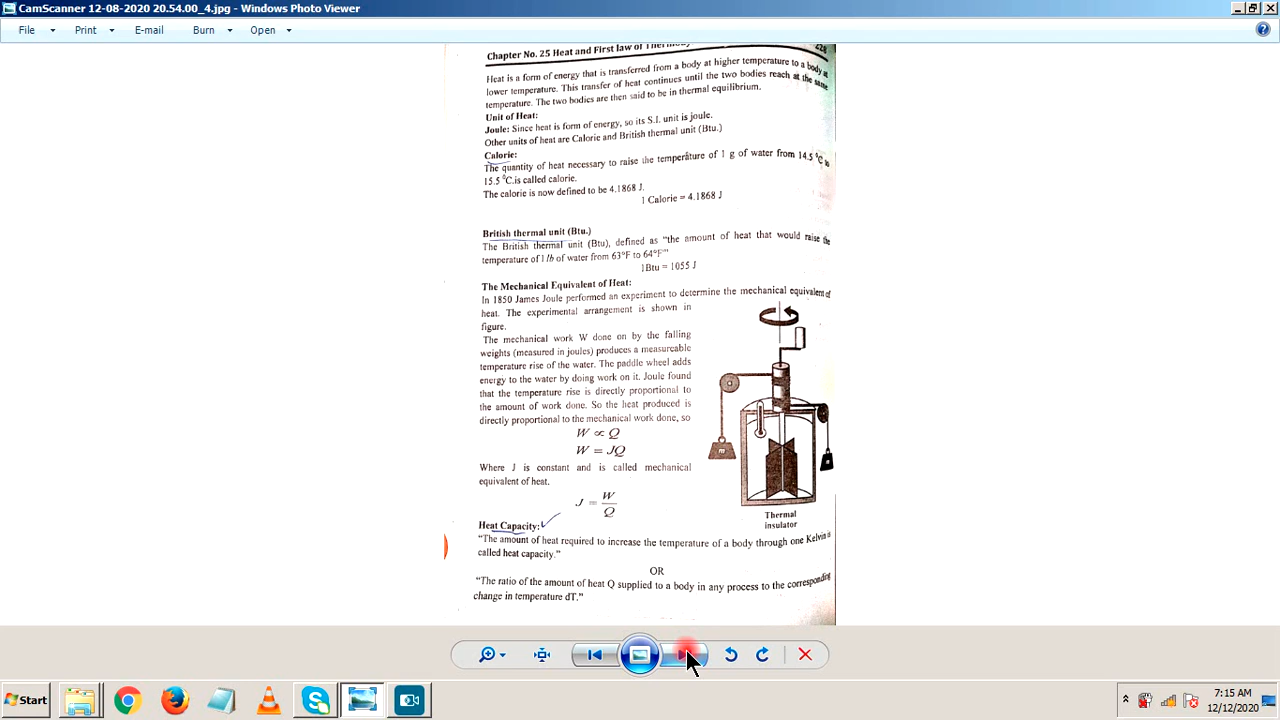 CamScanner 12-08-2020 20.54.00_4.jpg - Windows Photo Viewer
File Print E-mail Burn Open
Chapter No. 25 Heat and First law of
Heat is a form of energy that is transferred from a body at higher temperature to a body at
lower temperature. This transfer of heat continues until the two bodies reach at the same
temperature. The two bodies are then said to be in thermal equilibrium.
Unit of Heat:
Joule: Since heat is form of energy, so its S.I. unit is joule.
Other units of heat are Calorie and British thermal unit (Btu.)
Calorie:
The quantity of heat necessary to raise the temperature of 1 g of water from 14.5 °C to
15.5 °C.is called calorie.
The calorie is now defined to be 4.1868 J.
1 Calorie = 4.1868 J
British thermal unit (Btu.)
The British thermal unit (Btu), defined as "the amount of heat that would raise the
temperature of 1 lb of water from 63°F to 64°F"
1Btu = 1055 J
The Mechanical Equivalent of Heat:
In 1850 James Joule performed an experiment to determine the mechanical equivalent of
heat. The experimental arrangement is shown in
figure.
The mechanical work W done on by the falling
weights (measured in joules) produces a measureable
temperature rise of the water. The paddle wheel adds
energy to the water by doing work on it. Joule found
that the temperature rise is directly proportional to
the amount of work done. So the heat produced is
directly proportional to the mechanical work done, so
W ∝ Q
W = JQ
Where J is constant and is called mechanical
equivalent of heat.
J = W/Q
m
Thermal
insulator
Heat Capacity:
"The amount of heat required to increase the temperature of a body through one Kelvin is
called heat capacity."
OR
"The ratio of the amount of heat Q supplied to a body in any process to the corresponding
change in temperature dT."
Start
7:15 AM
12/12/2020